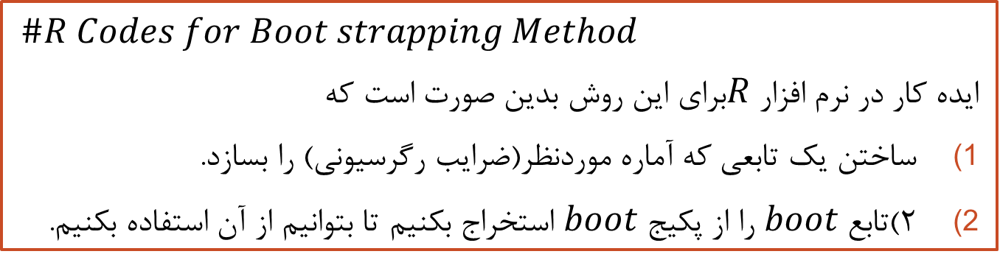 #R Codes for Boot strapping Method
ایده کار در نرم افزار R برای این روش بدین صورت است که
1) ساختن یک تابعی که آماره موردنظر(ضرایب رگرسیونی) را بسازد.
2) ۲)تابع boot را از پکیج boot استخراج بکنیم تا بتوانیم از آن استفاده بکنیم.